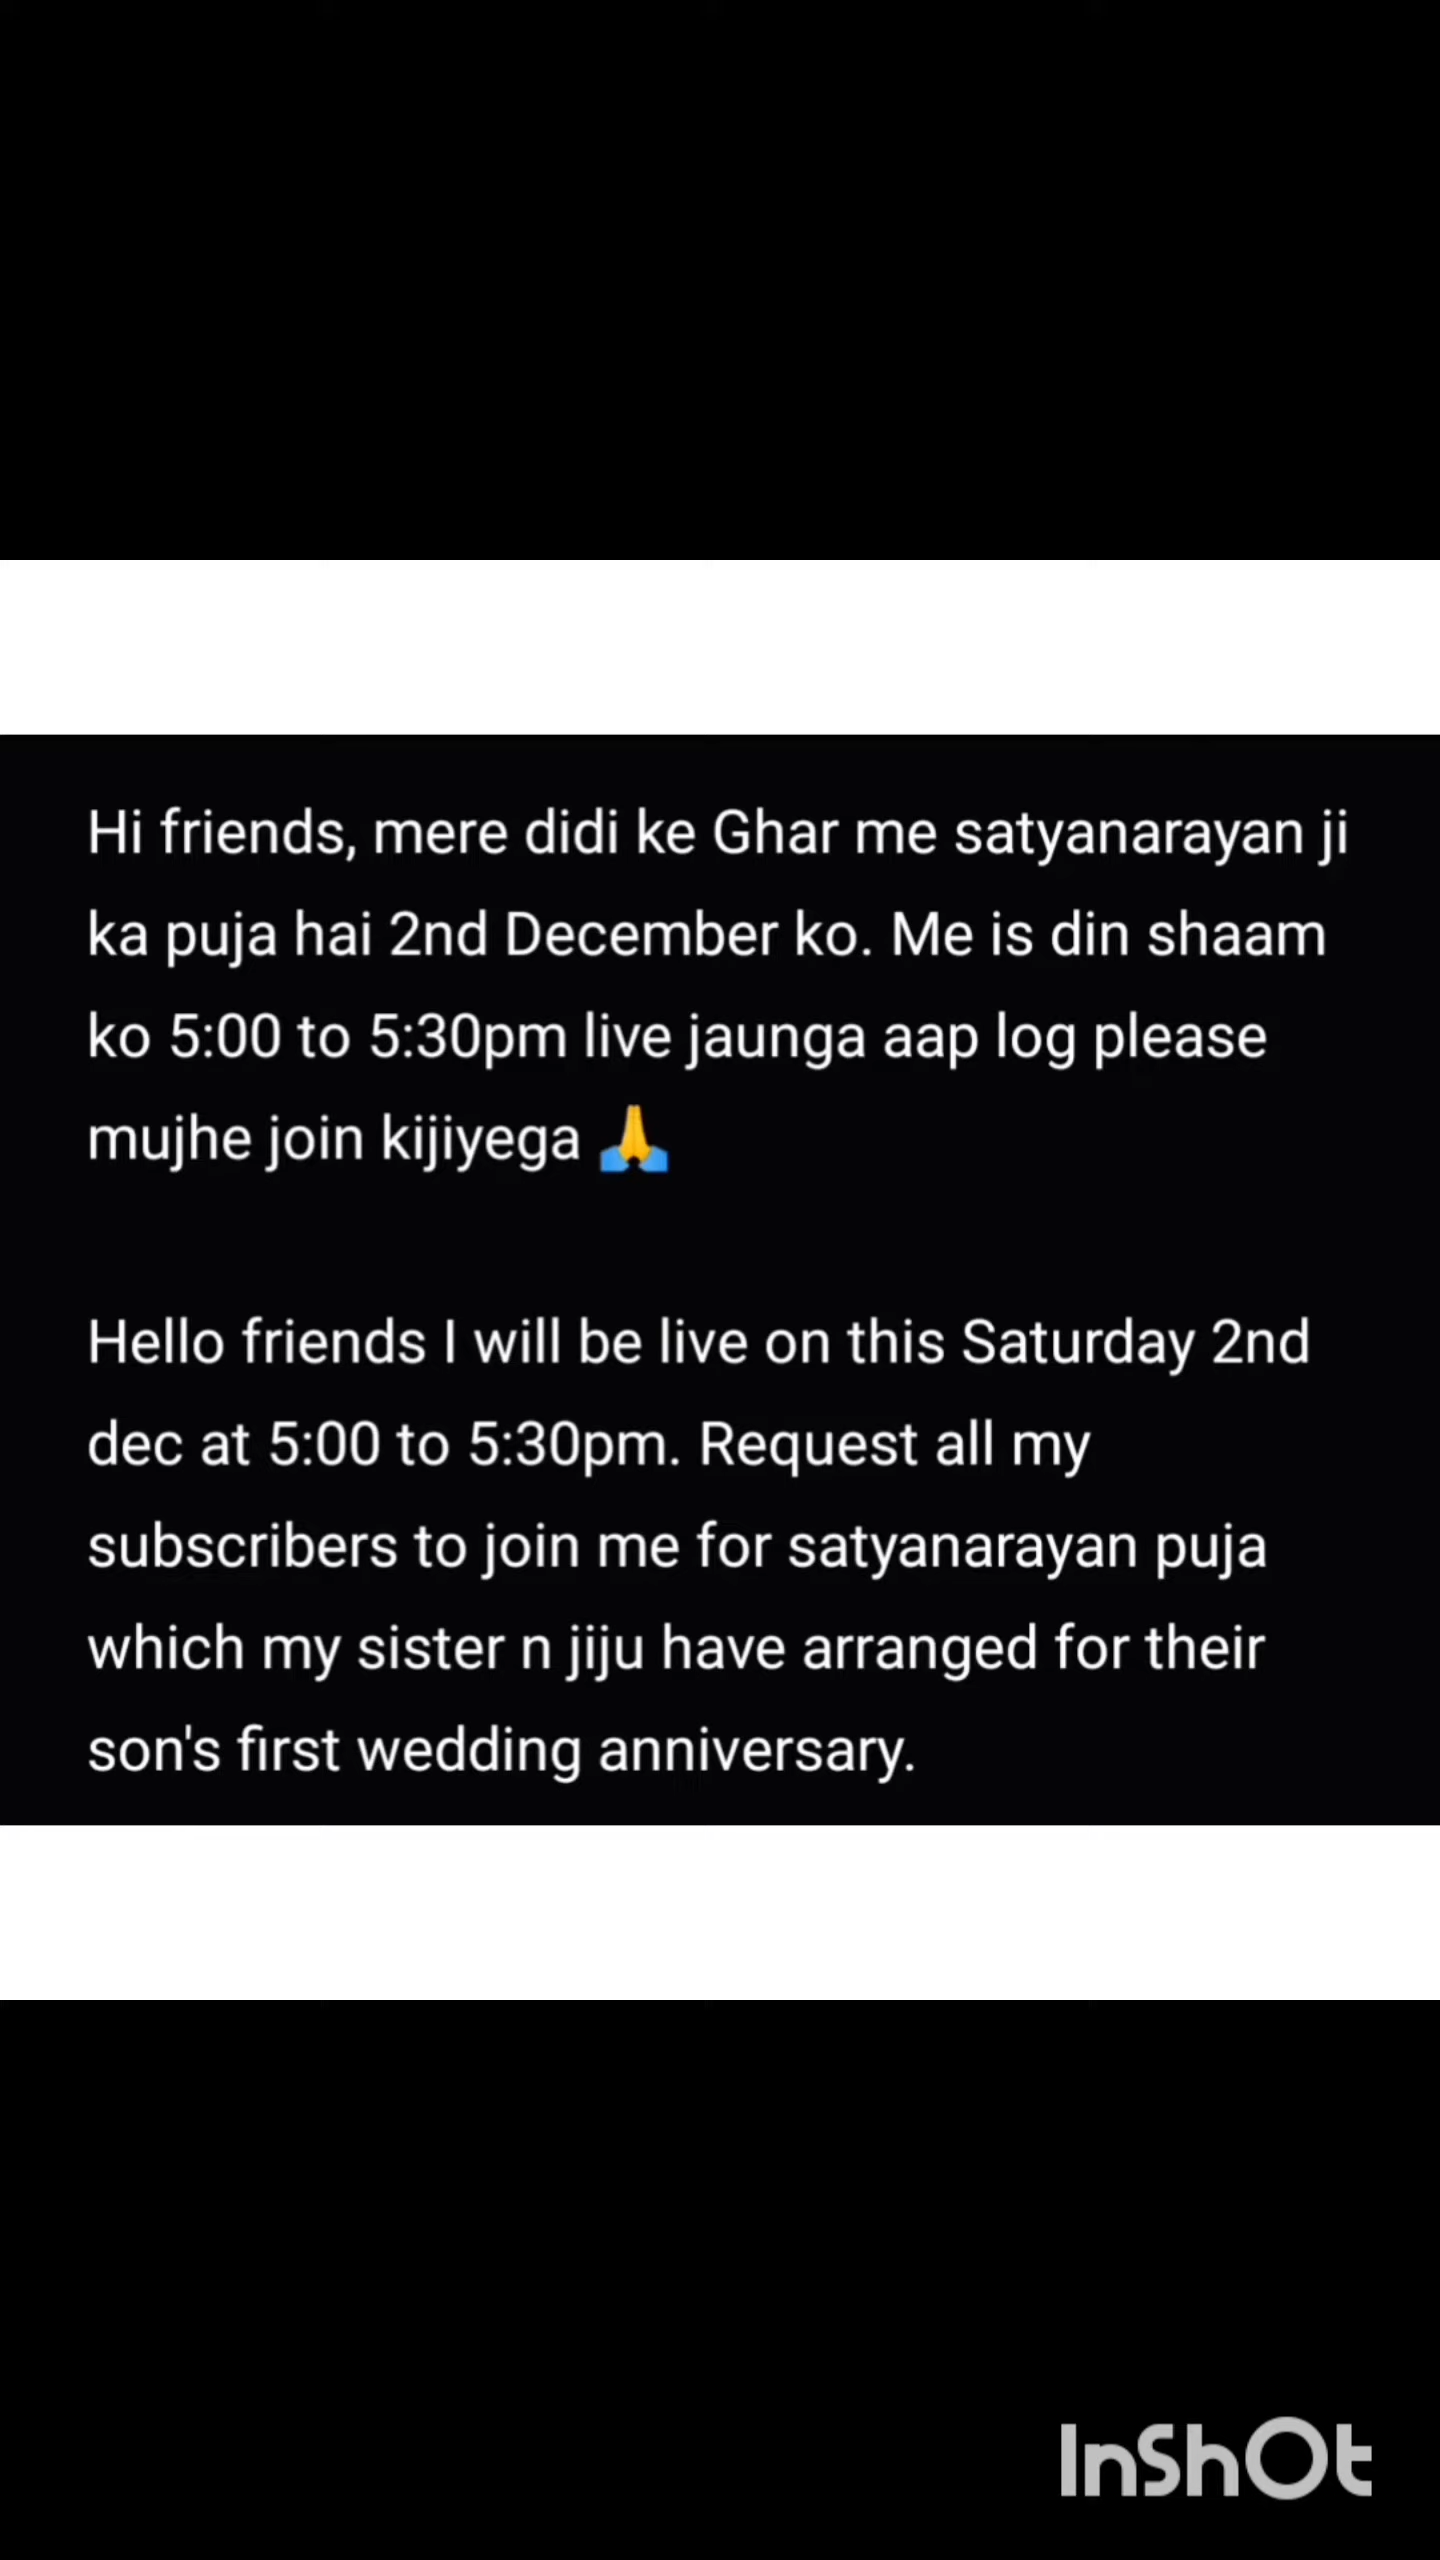 Hi friends, mere didi ke Ghar me satyanarayan ji
ka puja hai 2nd December ko. Me is din shaam
ko 5:00 to 5:30pm live jaunga aap log please
mujhe join kijiyega 🙏
Hello friends I will be live on this Saturday 2nd
dec at 5:00 to 5:30pm. Request all my
subscribers to join me for satyanarayan puja
which my sister n jiju have arranged for their
son's first wedding anniversary.
InShOt